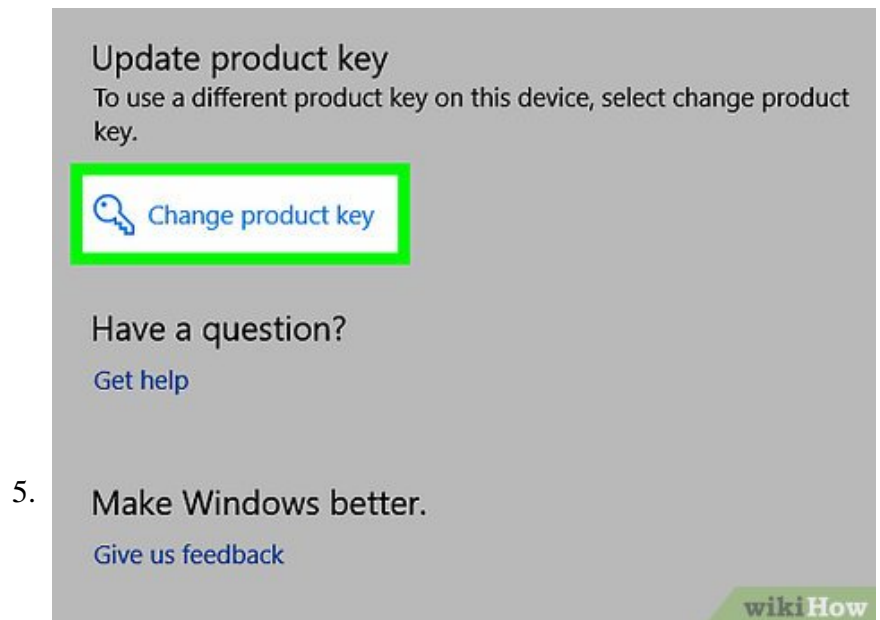 Update product key
To use a different product key on this device, select change product
key.
Change product key
Have a question?
Get help
5.
Make Windows better.
Give us feedback
wikiHow